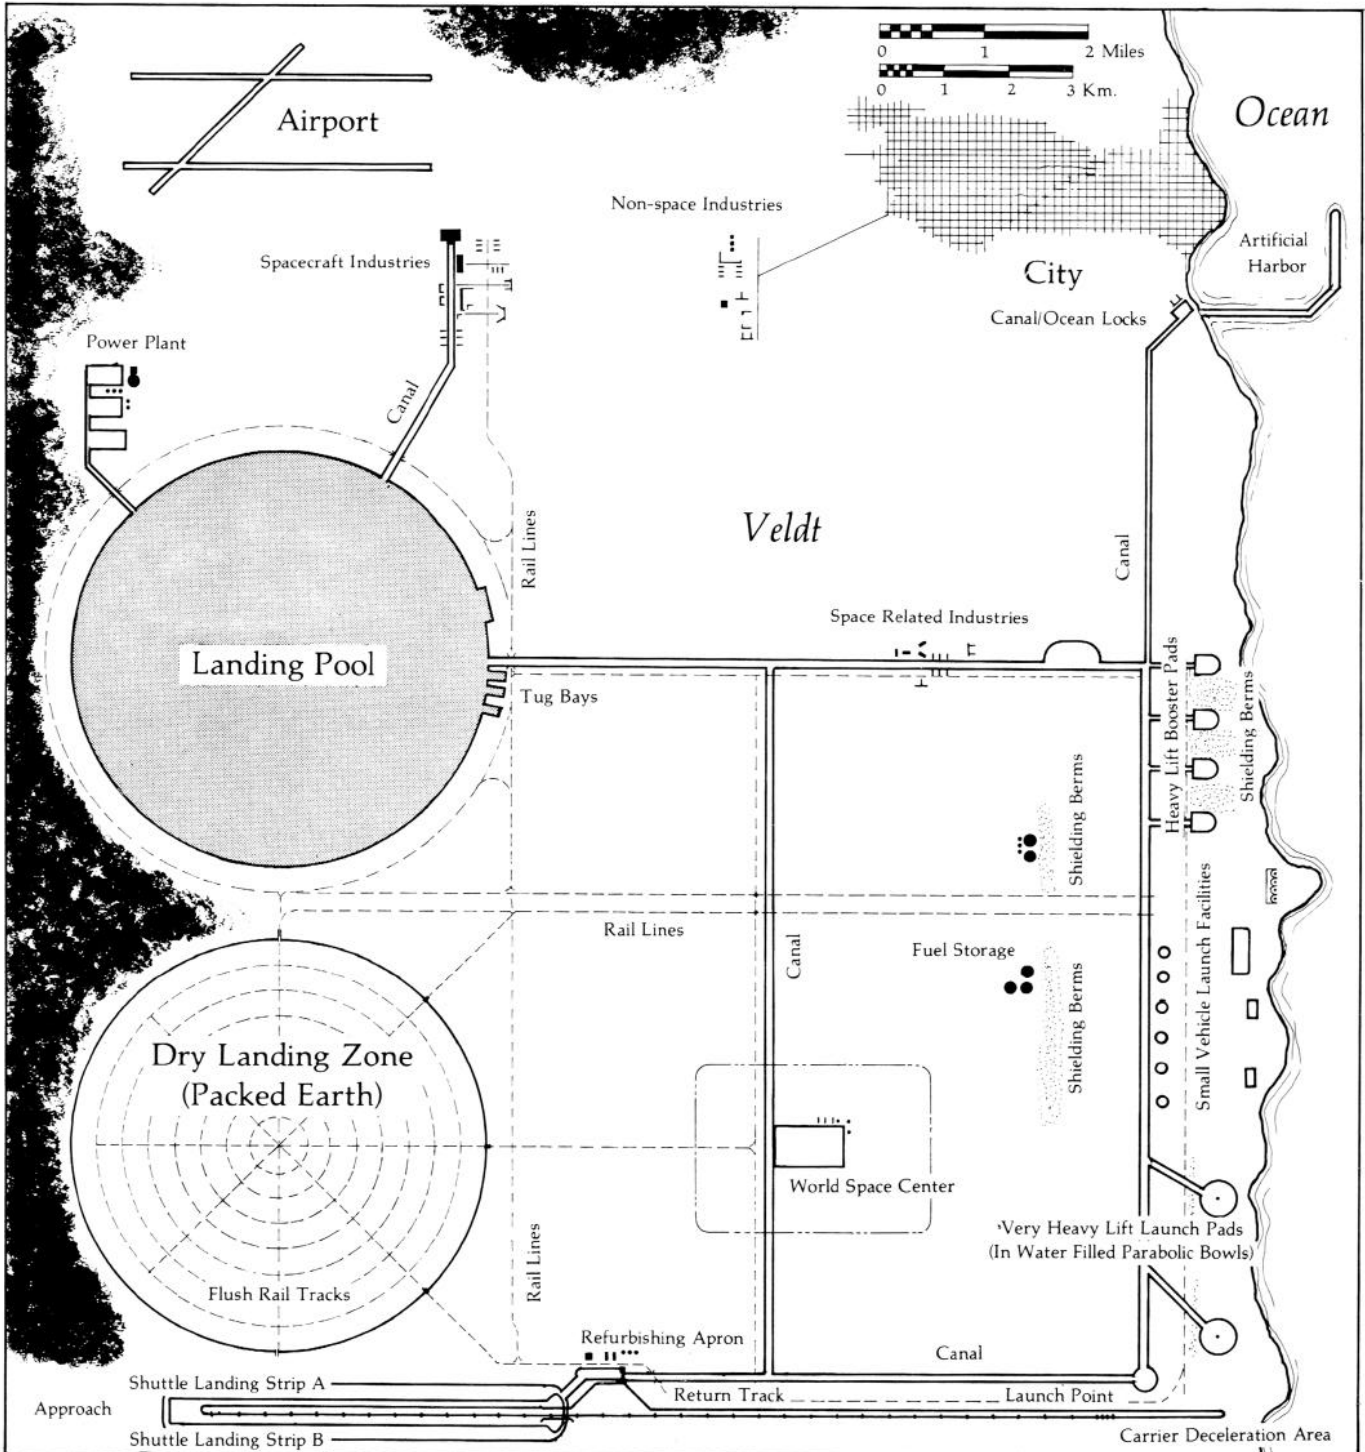 0 1 2 Miles
0 1 2 3 Km.
Ocean
Airport
Non-space Industries
Artificial
Harbor
Spacecraft Industries
City
Canal/Ocean Locks
Power Plant
Canal
Veldt
Rail Lines
Canal
Space Related Industries
Landing Pool
Tug Bays
Heavy Lift Booster Pads
Shielding Berms
Shielding Berms
Rail Lines
Canal
Fuel Storage
Small Vehicle Launch Facilities
Shielding Berms
Dry Landing Zone
(Packed Earth)
World Space Center
Very Heavy Lift Launch Pads
(In Water Filled Parabolic Bowls)
Rail Lines
Flush Rail Tracks
Refurbishing Apron
Canal
Shuttle Landing Strip A
Return Track
Launch Point
Approach
Shuttle Landing Strip B
Carrier Deceleration Area